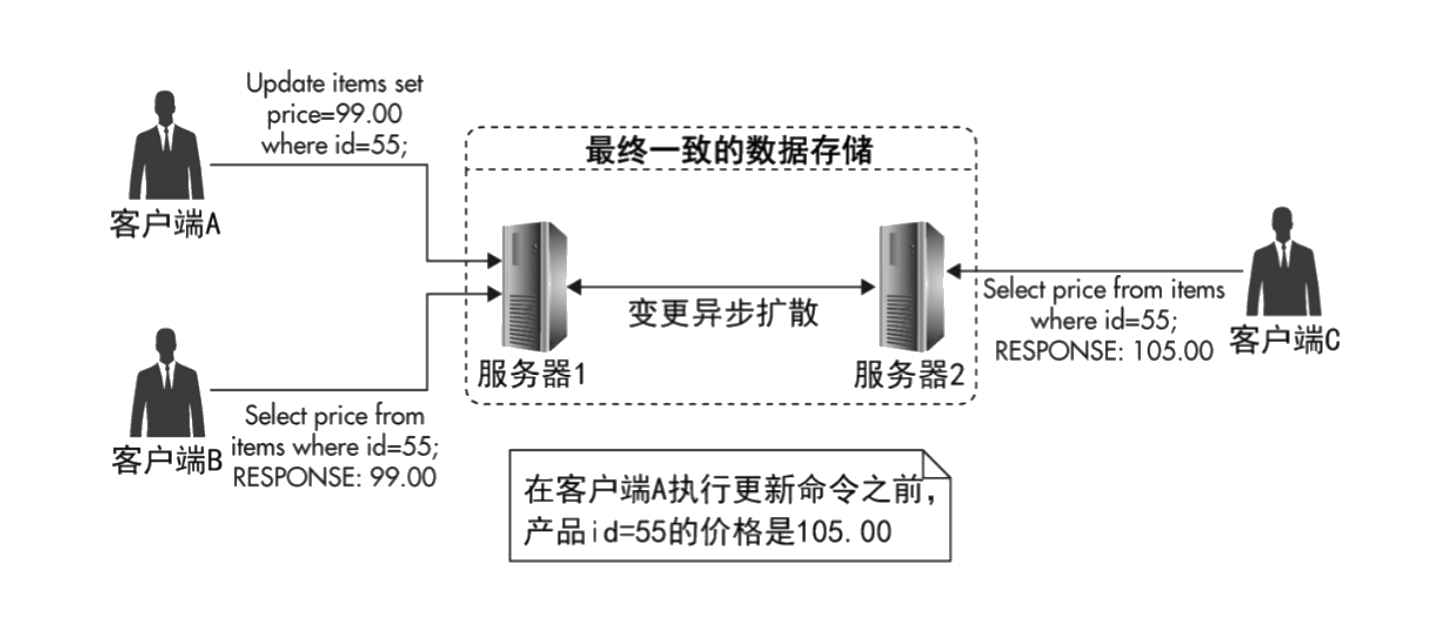 Update items set
price=99.00
where id=55;
客户端A
最终一致的数据存储
服务器1
变更异步扩散
服务器2
Select price from items
where id=55;
RESPONSE: 105.00
客户端C
客户端B
Select price from
items where id=55;
RESPONSE: 99.00
在客户端A执行更新命令之前，
产品id=55的价格是105.00